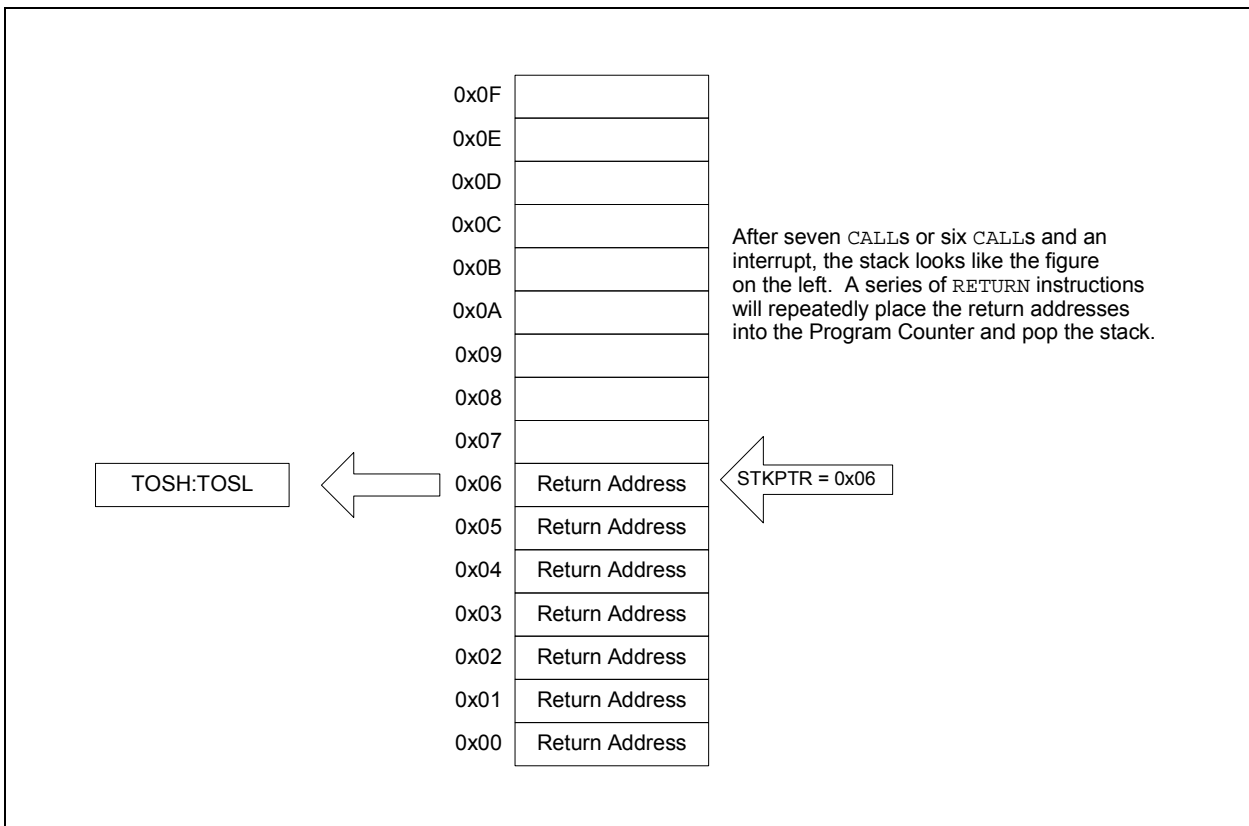 0x0F
0x0E
0x0D
0x0C
0x0B
0x0A
0x09
0x08
0x07
0x06 Return Address
0x05 Return Address
0x04 Return Address
0x03 Return Address
0x02 Return Address
0x01 Return Address
0x00 Return Address
TOSH:TOSL
STKPTR = 0x06
After seven CALLs or six CALLs and an
interrupt, the stack looks like the figure
on the left. A series of RETURN instructions
will repeatedly place the return addresses
into the Program Counter and pop the stack.